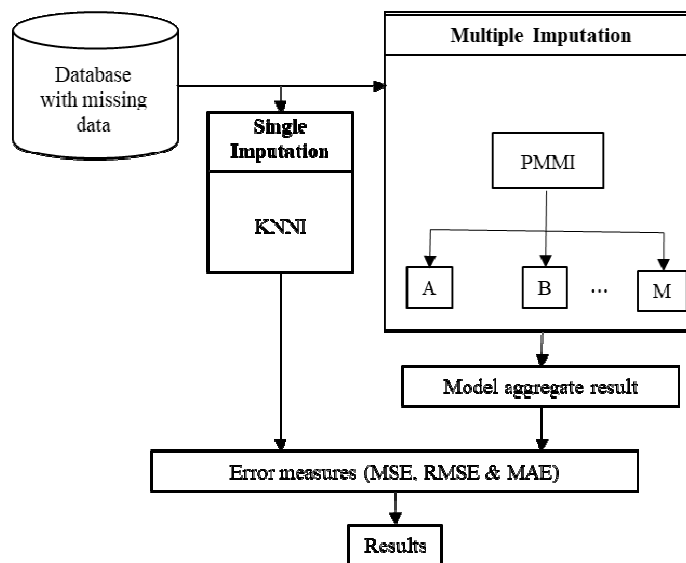 Database
with missing
data
Multiple Imputation
Single
Imputation
KNNI
PMMI
A
B
...
M
Model aggregate result
Error measures (MSE, RMSE & MAE)
Results